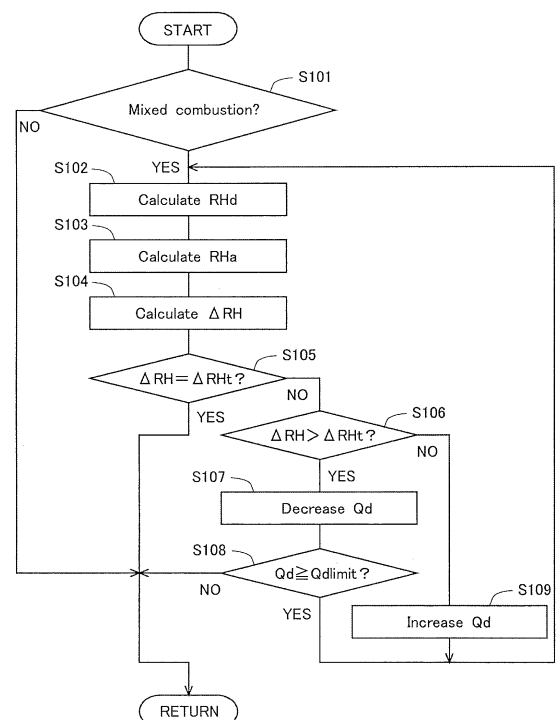 START
S101
Mixed combustion?
NO
YES
S102
Calculate RHd
S103
Calculate RHa
S104
Calculate ΔRH
S105
ΔRH=ΔRHt?
NO
YES
S106
ΔRH>ΔRHt?
NO
YES
S107
Decrease Qd
S108
Qd≧Qdlimit?
NO
YES
S109
Increase Qd
RETURN